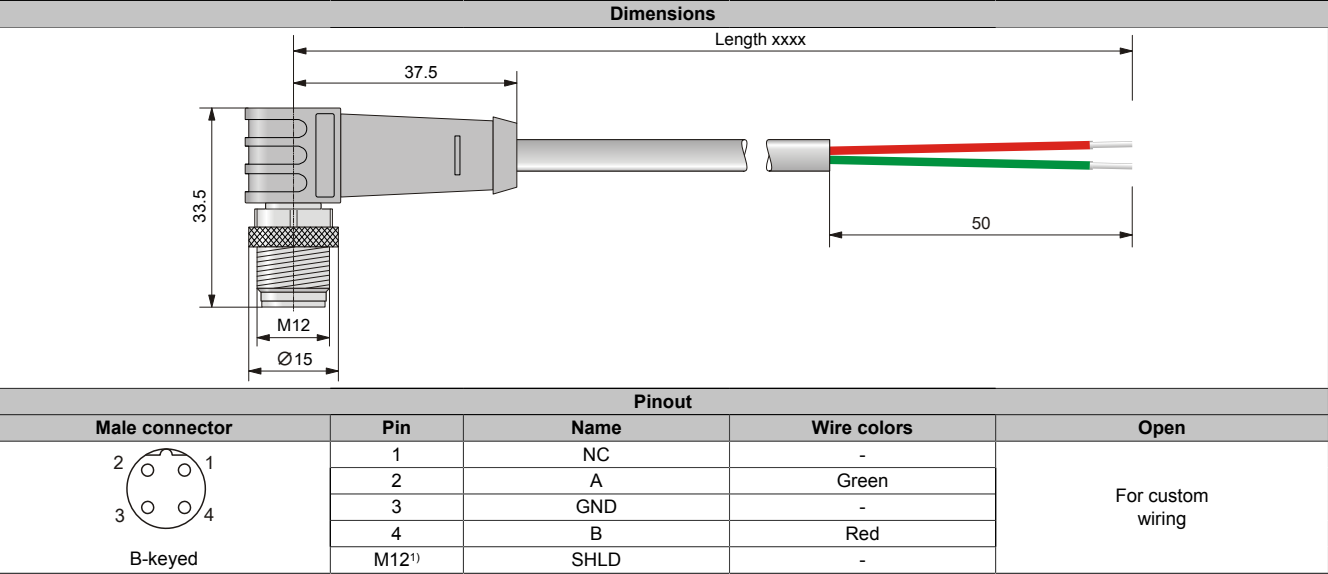 Dimensions
Length xxxx
37.5
33.5
50
M12
∅15
Pinout
Male connector Pin Name Wire colors Open
1 NC -
2 A Green
3 GND -
4 B Red
M12¹⁾ SHLD -
2 1
3 4
B-keyed
For custom
wiring